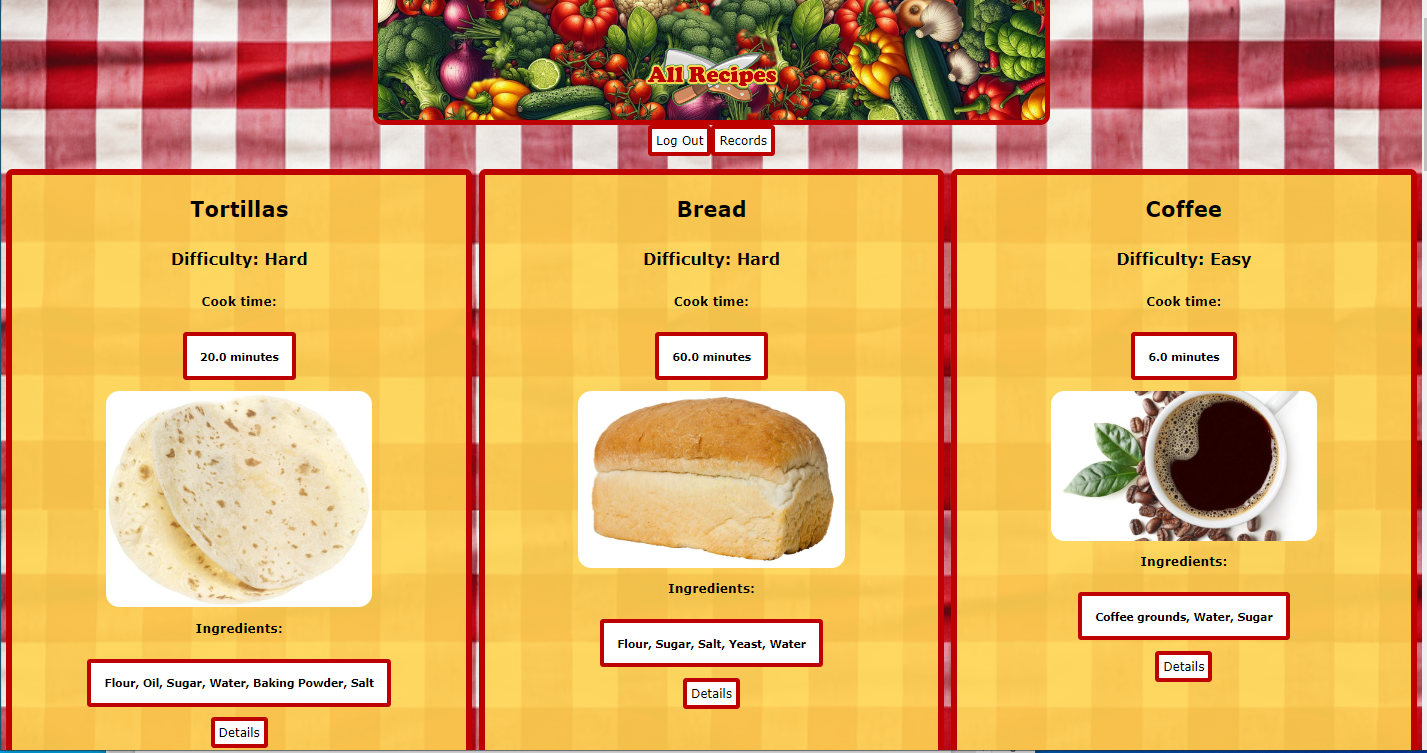 All Recipes
Log Out
Records
Tortillas
Difficulty: Hard
Cook time:
20.0 minutes
Ingredients:
Flour, Oil, Sugar, Water, Baking Powder, Salt
Details
Bread
Difficulty: Hard
Cook time:
60.0 minutes
Ingredients:
Flour, Sugar, Salt, Yeast, Water
Details
Coffee
Difficulty: Easy
Cook time:
6.0 minutes
Ingredients:
Coffee grounds, Water, Sugar
Details